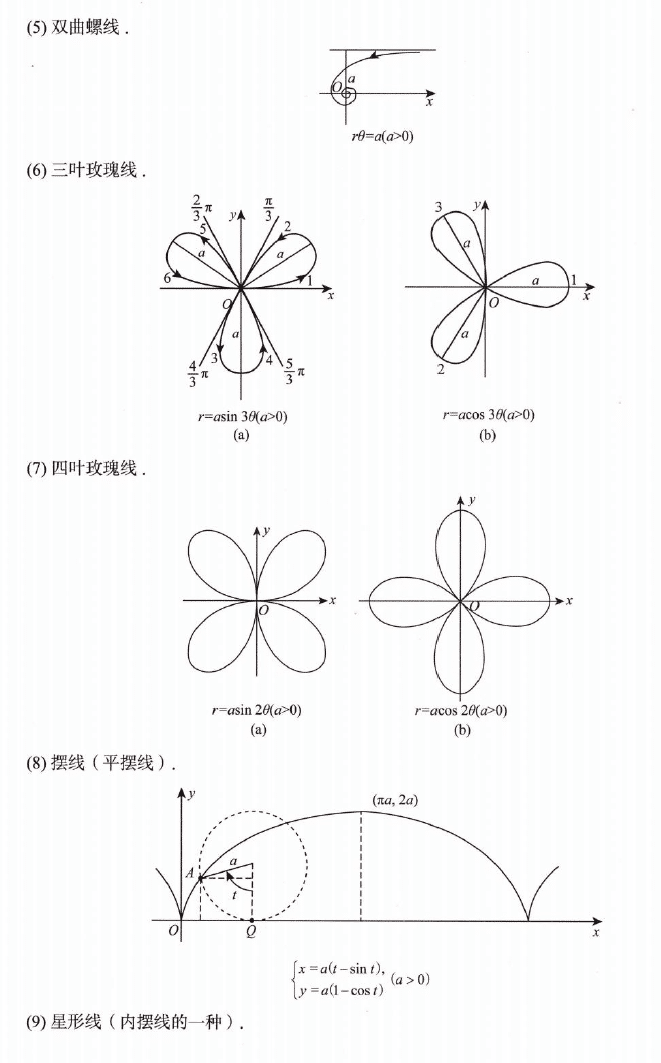 (5) 双曲螺线.
O a
x
rθ=a(a>0)
(6) 三叶玫瑰线.
2/3 π π/3 y
5 2
a a
6 1
O x
a
3 4
4/3 π 5/3 π
r=asin 3θ(a>0)
(a)
3 y
a
a 1
O x
a
2
r=acos 3θ(a>0)
(b)
(7) 四叶玫瑰线.
y
O x
r=asin 2θ(a>0)
(a)
y
O x
r=acos 2θ(a>0)
(b)
(8) 摆线(平摆线).
y (πa, 2a)
a
A
t
O Q x
{x=a(t-sin t),
y=a(1-cos t) (a>0)
(9) 星形线(内摆线的一种).